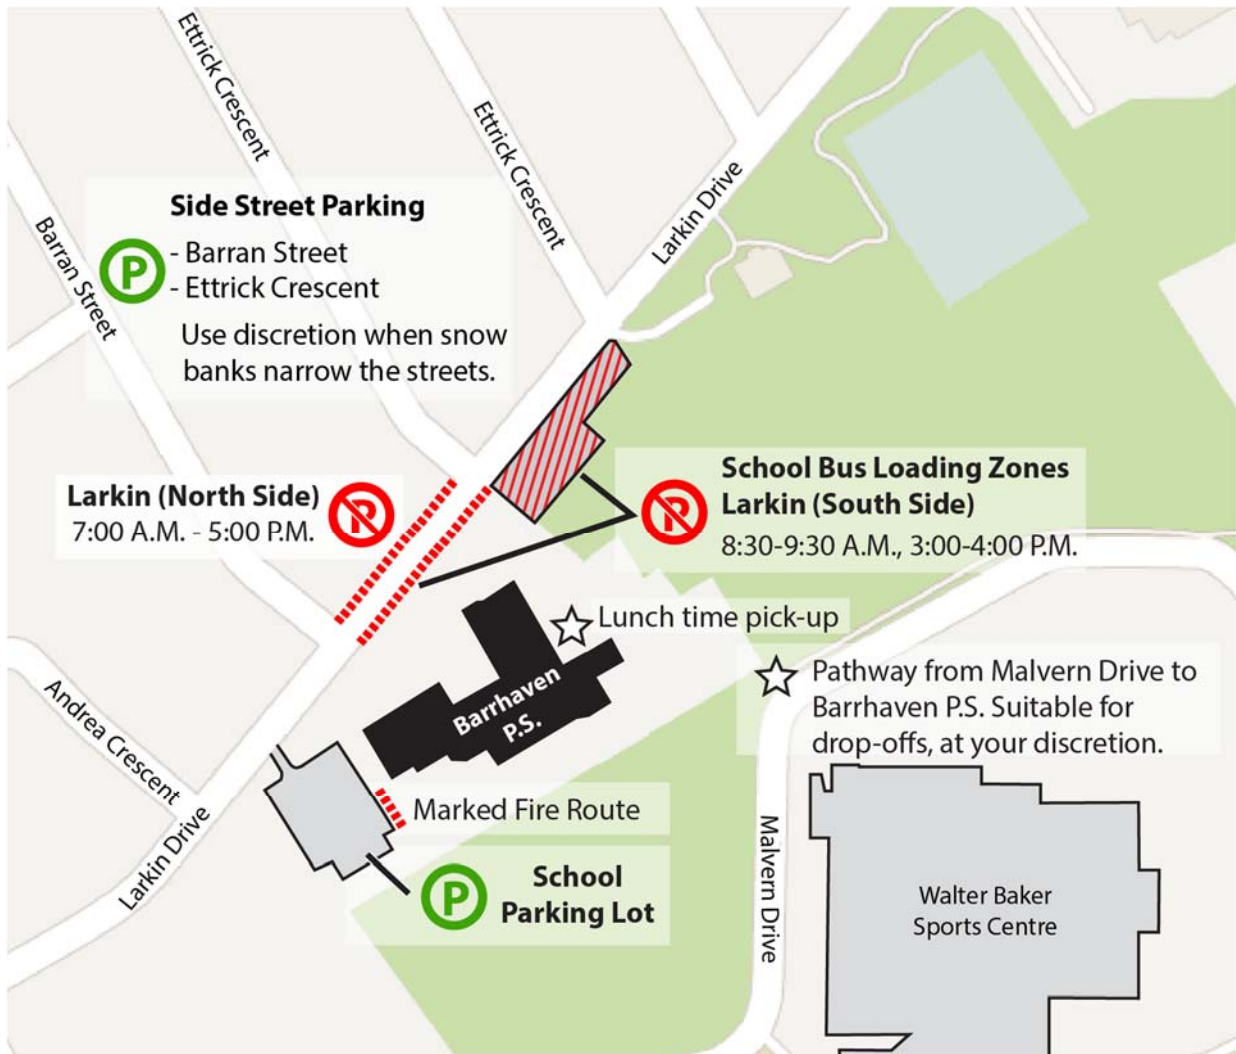 Ettrick Crescent
Ettrick Crescent
Larkin Drive
Barran Street
Side Street Parking
P
- Barran Street
- Ettrick Crescent
Use discretion when snow
banks narrow the streets.
Larkin (North Side)
7:00 A.M. - 5:00 P.M.
P
School Bus Loading Zones
Larkin (South Side)
8:30-9:30 A.M., 3:00-4:00 P.M.
P
Lunch time pick-up
Barrhaven
P.S.
Pathway from Malvern Drive to
Barrhaven P.S. Suitable for
drop-offs, at your discretion.
Andrea Crescent
Larkin Drive
Marked Fire Route
P
School
Parking Lot
Malvern Drive
Walter Baker
Sports Centre